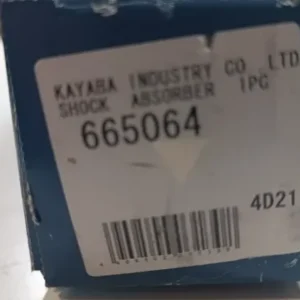 KAYABA INDUSTRY CO LTD
SHOCK ABSORBER 1PC
665064
4D21